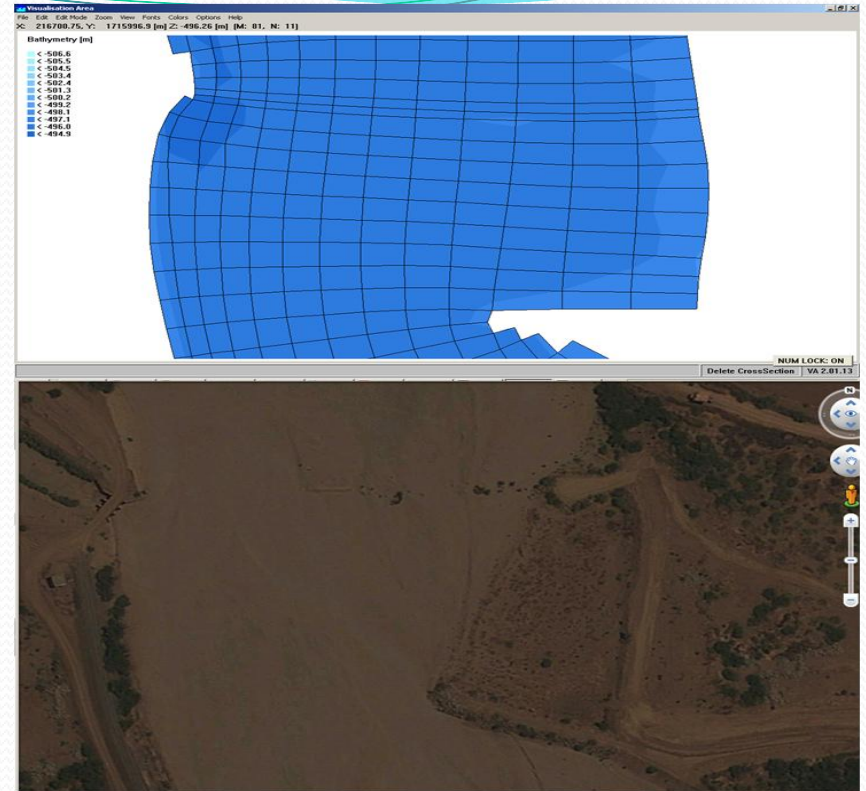 Visualisation Area
File Edit Edit Mode Zoom View Fonts Colors Options Help
X: 216700.75, Y: 1715996.9 [m] Z: -496.26 [m] (M: 81, N: 11)
Bathymetry [m]
< -506.6
< -505.5
< -504.5
< -503.4
< -502.4
< -501.3
< -500.2
< -499.2
< -498.1
< -497.1
< -496.0
< -494.9
NUM LOCK: ON
Delete CrossSection VA 2.01.13
N